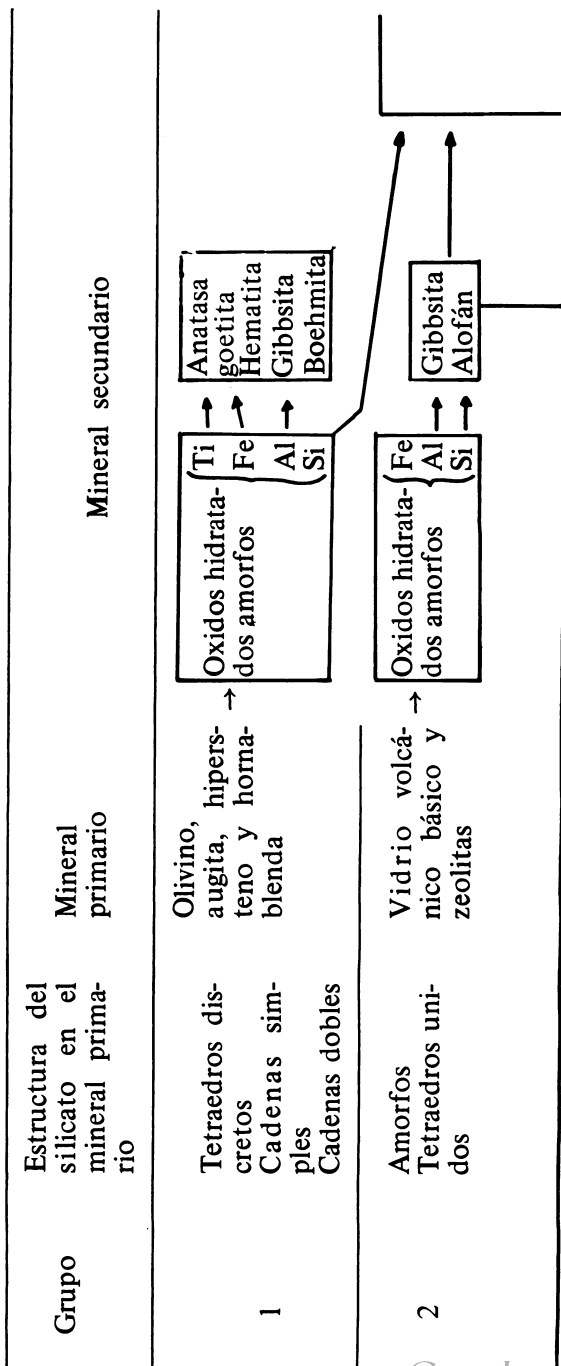 Grupo
Estructura del
silicato en el
mineral prima-
rio
Mineral
primario
Mineral secundario
1
Tetraedros dis-
cretos
Cadenas sim-
ples
Cadenas dobles
Olivino,
augita, hipers-
teno y horna-
blenda
→
Oxidos hidrata-
dos amorfos
Ti
Fe
Al
Si
Anatasa
goetita
Hematita
Gibbsita
Boehmita
2
Amorfos
Tetraedros uni-
dos
Vidrio volcá-
nico básico y
zeolitas
→
Oxidos hidrata-
dos amorfos
Fe
Al
Si
Gibbsita
Alofán